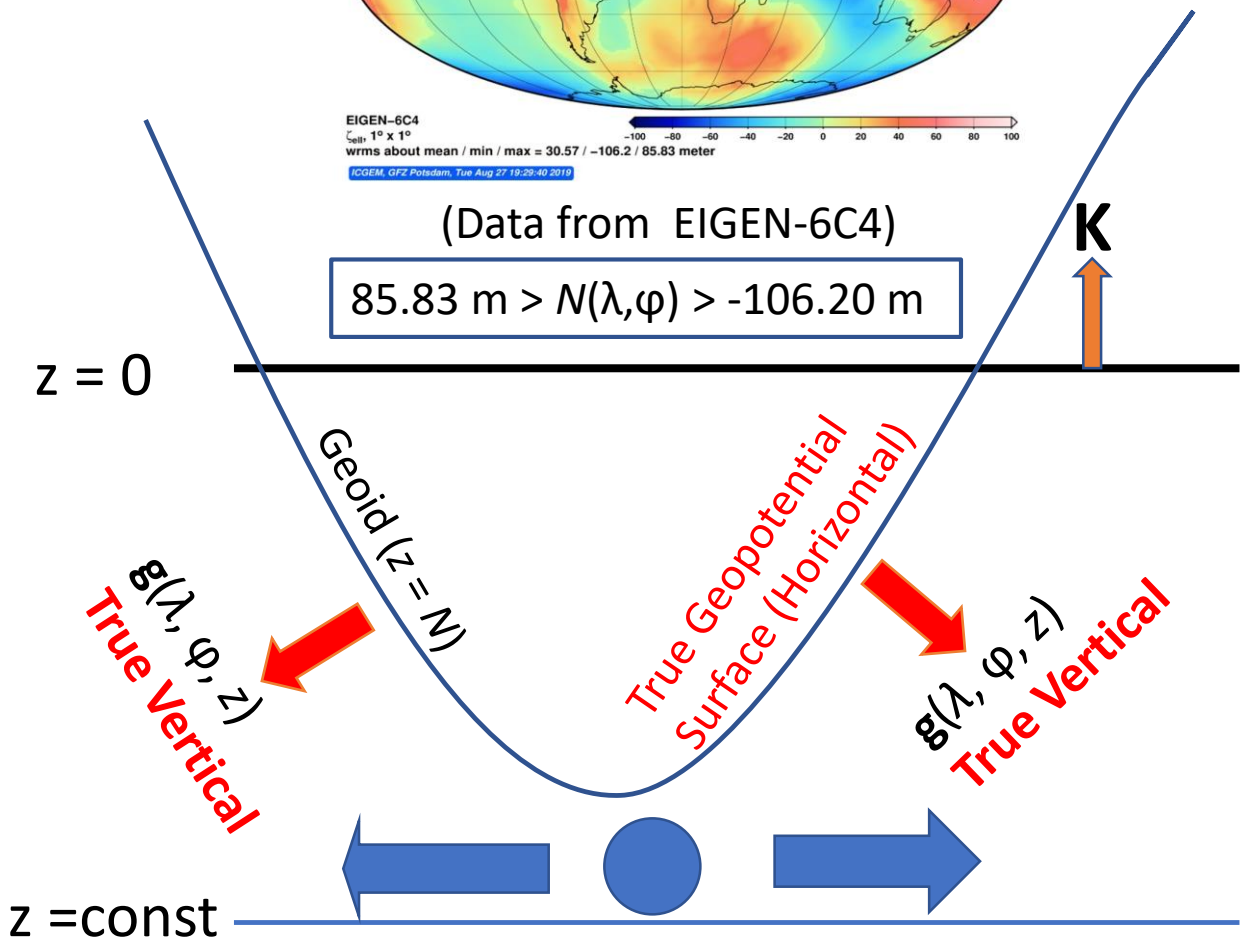 EIGEN−6C4
ζell, 1° x 1°
wrms about mean / min / max = 30.57 / −106.2 / 85.83 meter
ICGEM, GFZ Potsdam, Tue Aug 27 19:29:40 2019
−100 −80 −60 −40 −20 0 20 40 60 80 100
(Data from EIGEN-6C4)
85.83 m > N(λ,φ) > -106.20 m
K
z = 0
Geoid (z = N)
True Geopotential
Surface (Horizontal)
g(λ, φ, z)
True Vertical
g(λ, φ, z)
True Vertical
z =const